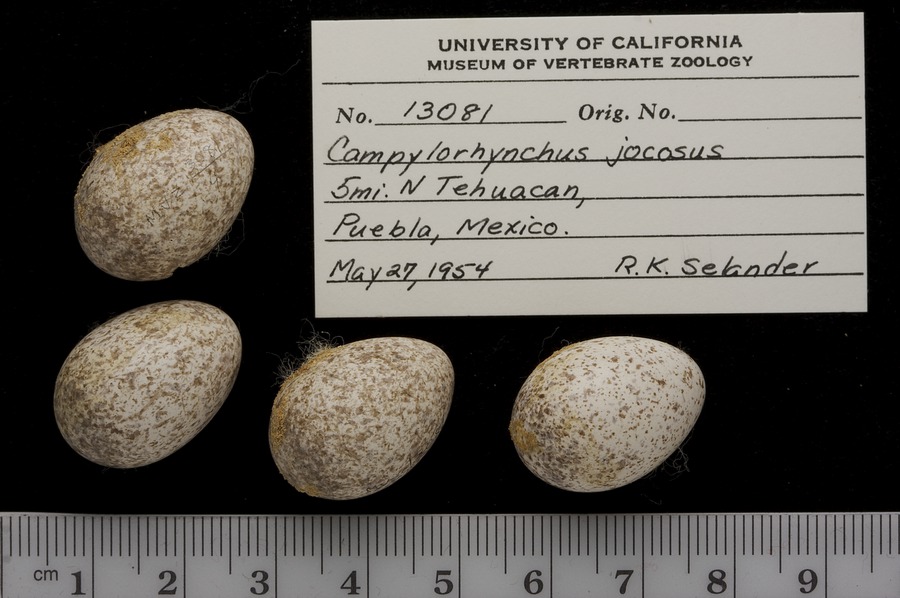 UNIVERSITY OF CALIFORNIA
MUSEUM OF VERTEBRATE ZOOLOGY
No. 13081 Orig. No.
Campylorhynchus jocosus
5mi. N Tehuacan,
Puebla, Mexico.
May 27, 1954 R.K. Selander
cm 1 2 3 4 5 6 7 8 9